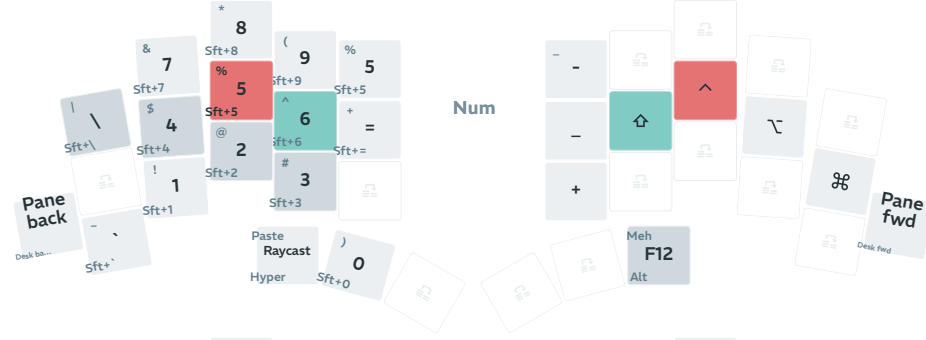 *
8
Sft+8
&
7
Sft+7
(
9
Sft+9
%
5
Sft+5
|
\
Sft+\
$
4
Sft+4
%
5
Sft+5
^
6
Sft+6
+
=
Sft+=
!
1
Sft+1
@
2
Sft+2
#
3
Sft+3
Pane
back
Desk ba...
~
`
Sft+`
Paste
Raycast
Hyper
)
0
Sft+0
Num
–
-
_
+
⇧
^
⌥
⌘
Pane
fwd
Desk fwd
Meh
F12
Alt